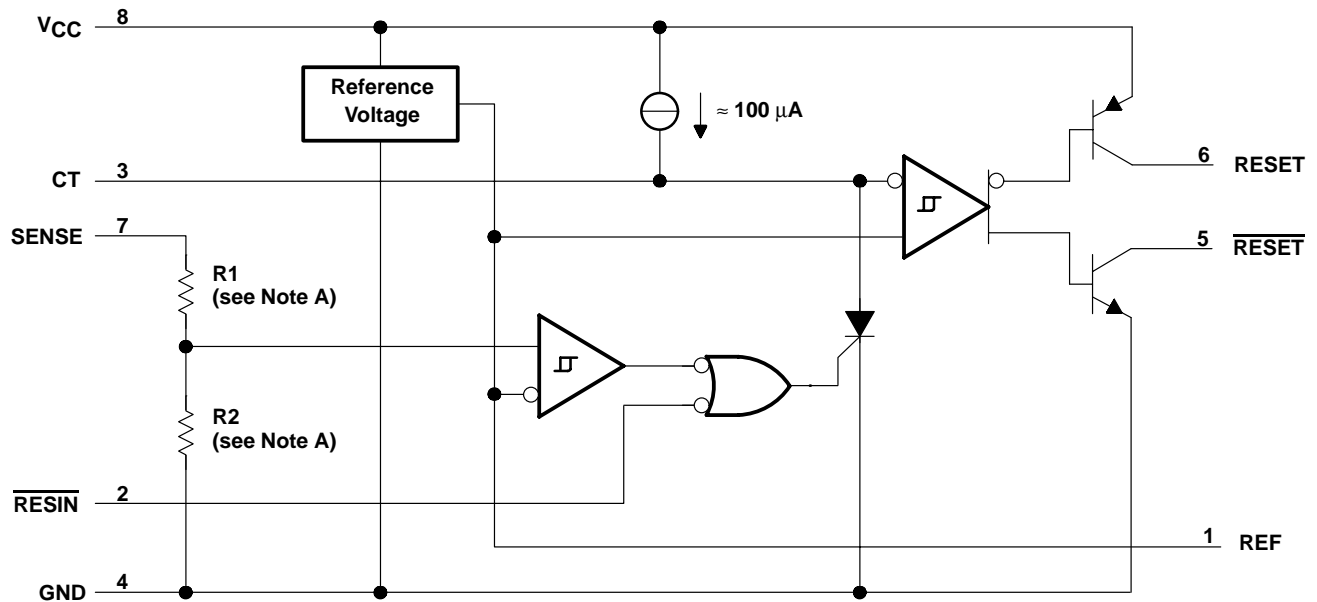 VCC 8
Reference
Voltage
≈ 100 μA
CT 3
6 RESET
SENSE 7
5 RESET
R1
(see Note A)
R2
(see Note A)
RESIN 2
1 REF
GND 4